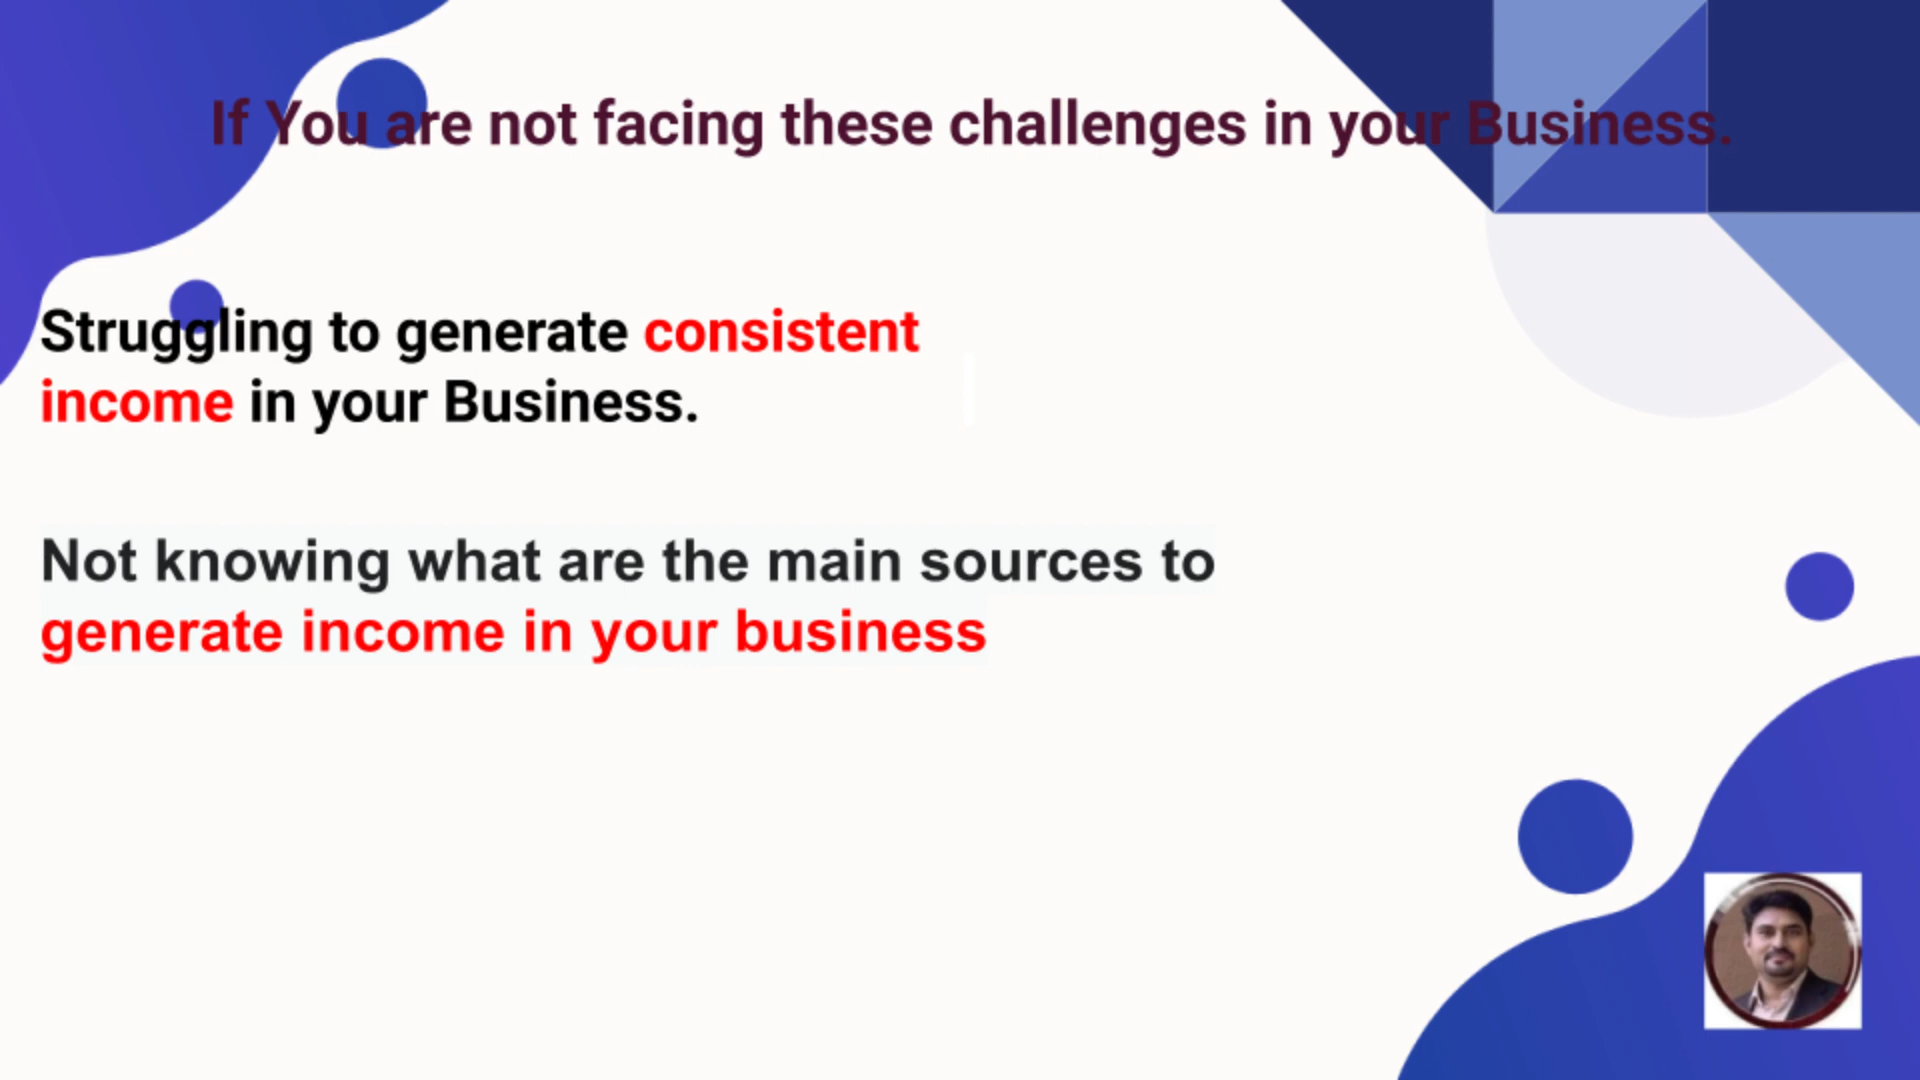 If You are not facing these challenges in your Business.
Struggling to generate consistent
income in your Business.
Not knowing what are the main sources to
generate income in your business